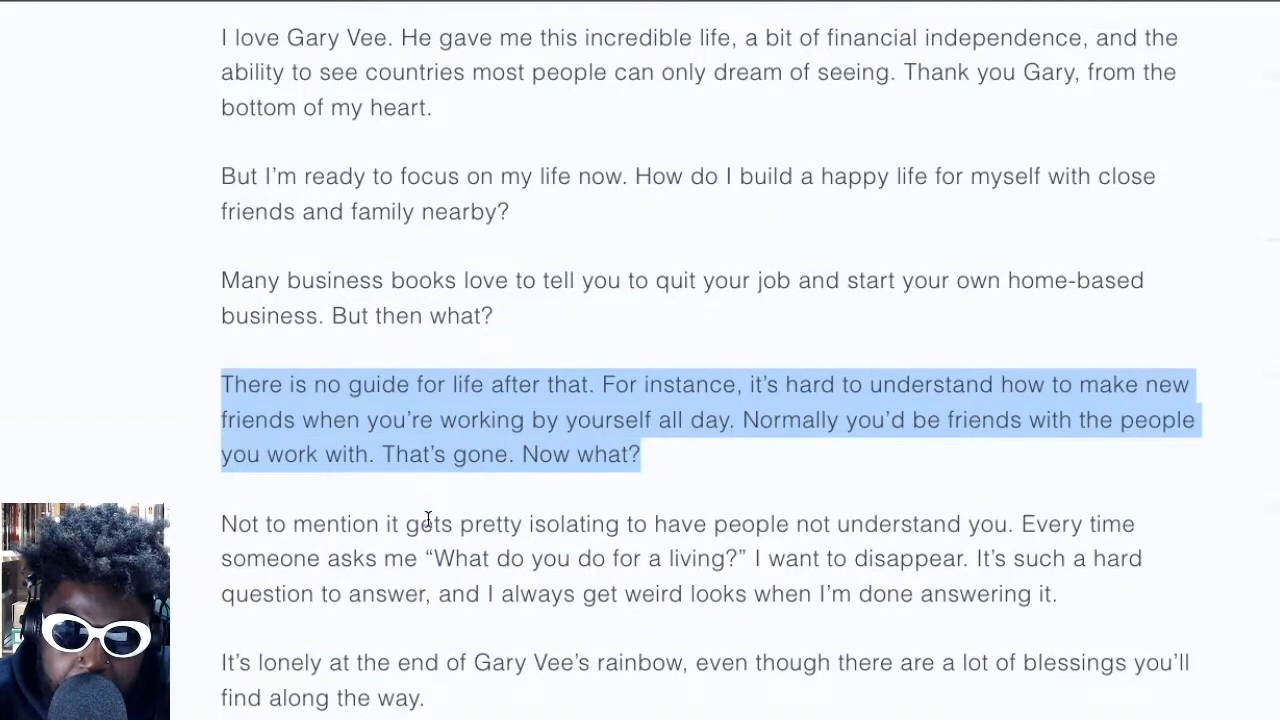 I love Gary Vee. He gave me this incredible life, a bit of financial independence, and the
ability to see countries most people can only dream of seeing. Thank you Gary, from the
bottom of my heart.
But I’m ready to focus on my life now. How do I build a happy life for myself with close
friends and family nearby?
Many business books love to tell you to quit your job and start your own home-based
business. But then what?
There is no guide for life after that. For instance, it’s hard to understand how to make new
friends when you’re working by yourself all day. Normally you’d be friends with the people
you work with. That’s gone. Now what?
Not to mention it gets pretty isolating to have people not understand you. Every time
someone asks me “What do you do for a living?” I want to disappear. It’s such a hard
question to answer, and I always get weird looks when I’m done answering it.
It’s lonely at the end of Gary Vee’s rainbow, even though there are a lot of blessings you’ll
find along the way.